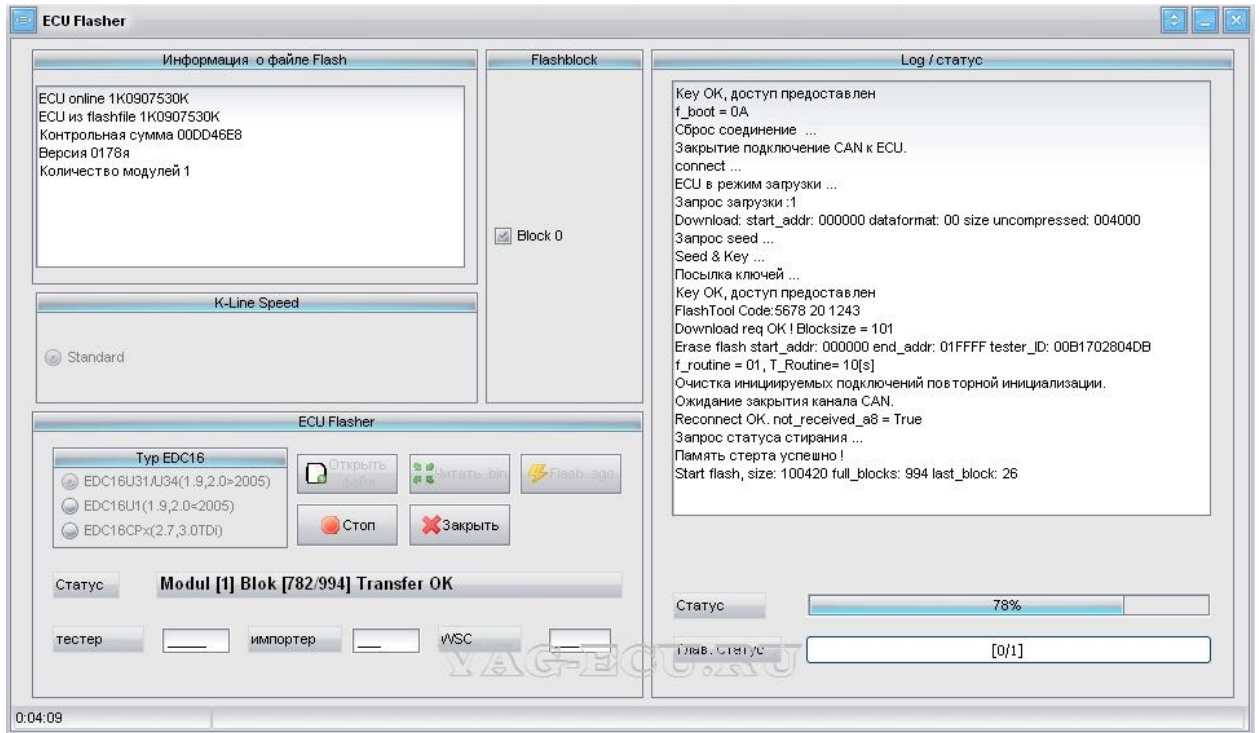 ECU Flasher
Информация о файле Flash
ECU online 1K0907530K
ECU из flashfile 1K0907530K
Контрольная сумма 00DD46E8
Версия 0178я
Количество модулей 1
Flashblock
Block 0
K-Line Speed
Standard
ECU Flasher
Typ EDC16
EDC16U31/U34(1.9,2.0>2005)
EDC16U1(1.9,2.0<2005)
EDC16CPx(2.7,3.0TDi)
Открыть файл
Читать .bin
Flash .sgo
Стоп
Закрыть
Статус
Modul [1] Blok [782/994] Transfer OK
тестер
импортер
WSC
Log / статус
Key OK, доступ предоставлен
f_boot = 0A
Сброс соединение ...
Закрытие подключение CAN к ECU.
connect ...
ECU в режим загрузки ...
Запрос загрузки :1
Download: start_addr: 000000 dataformat: 00 size uncompressed: 004000
Запрос seed ...
Seed & Key ...
Посылка ключей ...
Key OK, доступ предоставлен
FlashTool Code:5678 20 1243
Download req OK ! Blocksize = 101
Erase flash start_addr: 000000 end_addr: 01FFFF tester_ID: 00B1702804DB
f_routine = 01, T_Routine= 10[s]
Очистка инициируемых подключений повторной инициализации.
Ожидание закрытия канала CAN.
Reconnect OK. not_received_a8 = True
Запрос статуса стирания ...
Память стерта успешно !
Start flash, size: 100420 full_blocks: 994 last_block: 26
Статус
78%
Глав. Статус
[0/1]
VAG-ECU.RU
0:04:09